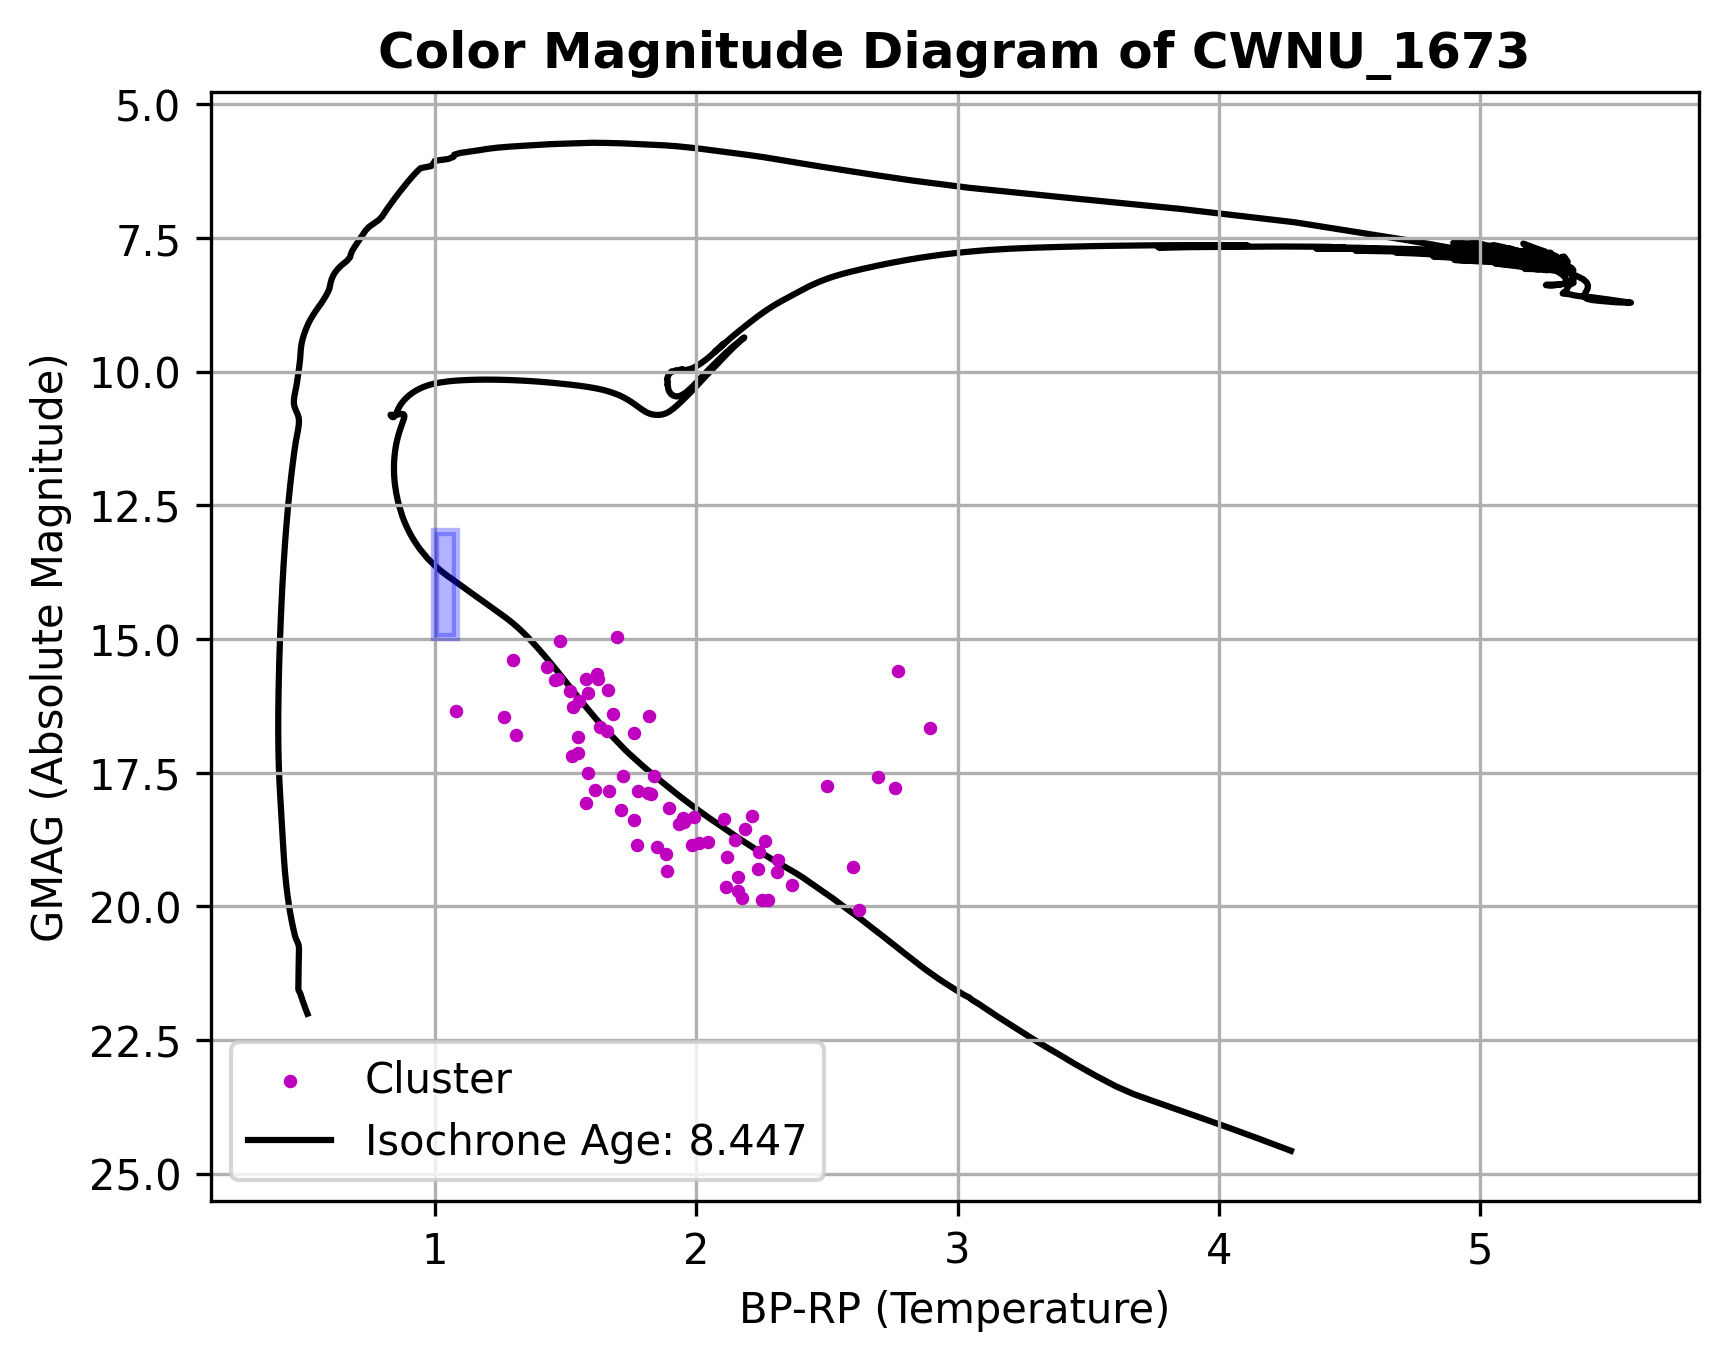 Color Magnitude Diagram of CWNU_1673
GMAG (Absolute Magnitude)
5.0
7.5
10.0
12.5
15.0
17.5
20.0
22.5
25.0
Cluster
Isochrone Age: 8.447
1 2 3 4 5
BP-RP (Temperature)